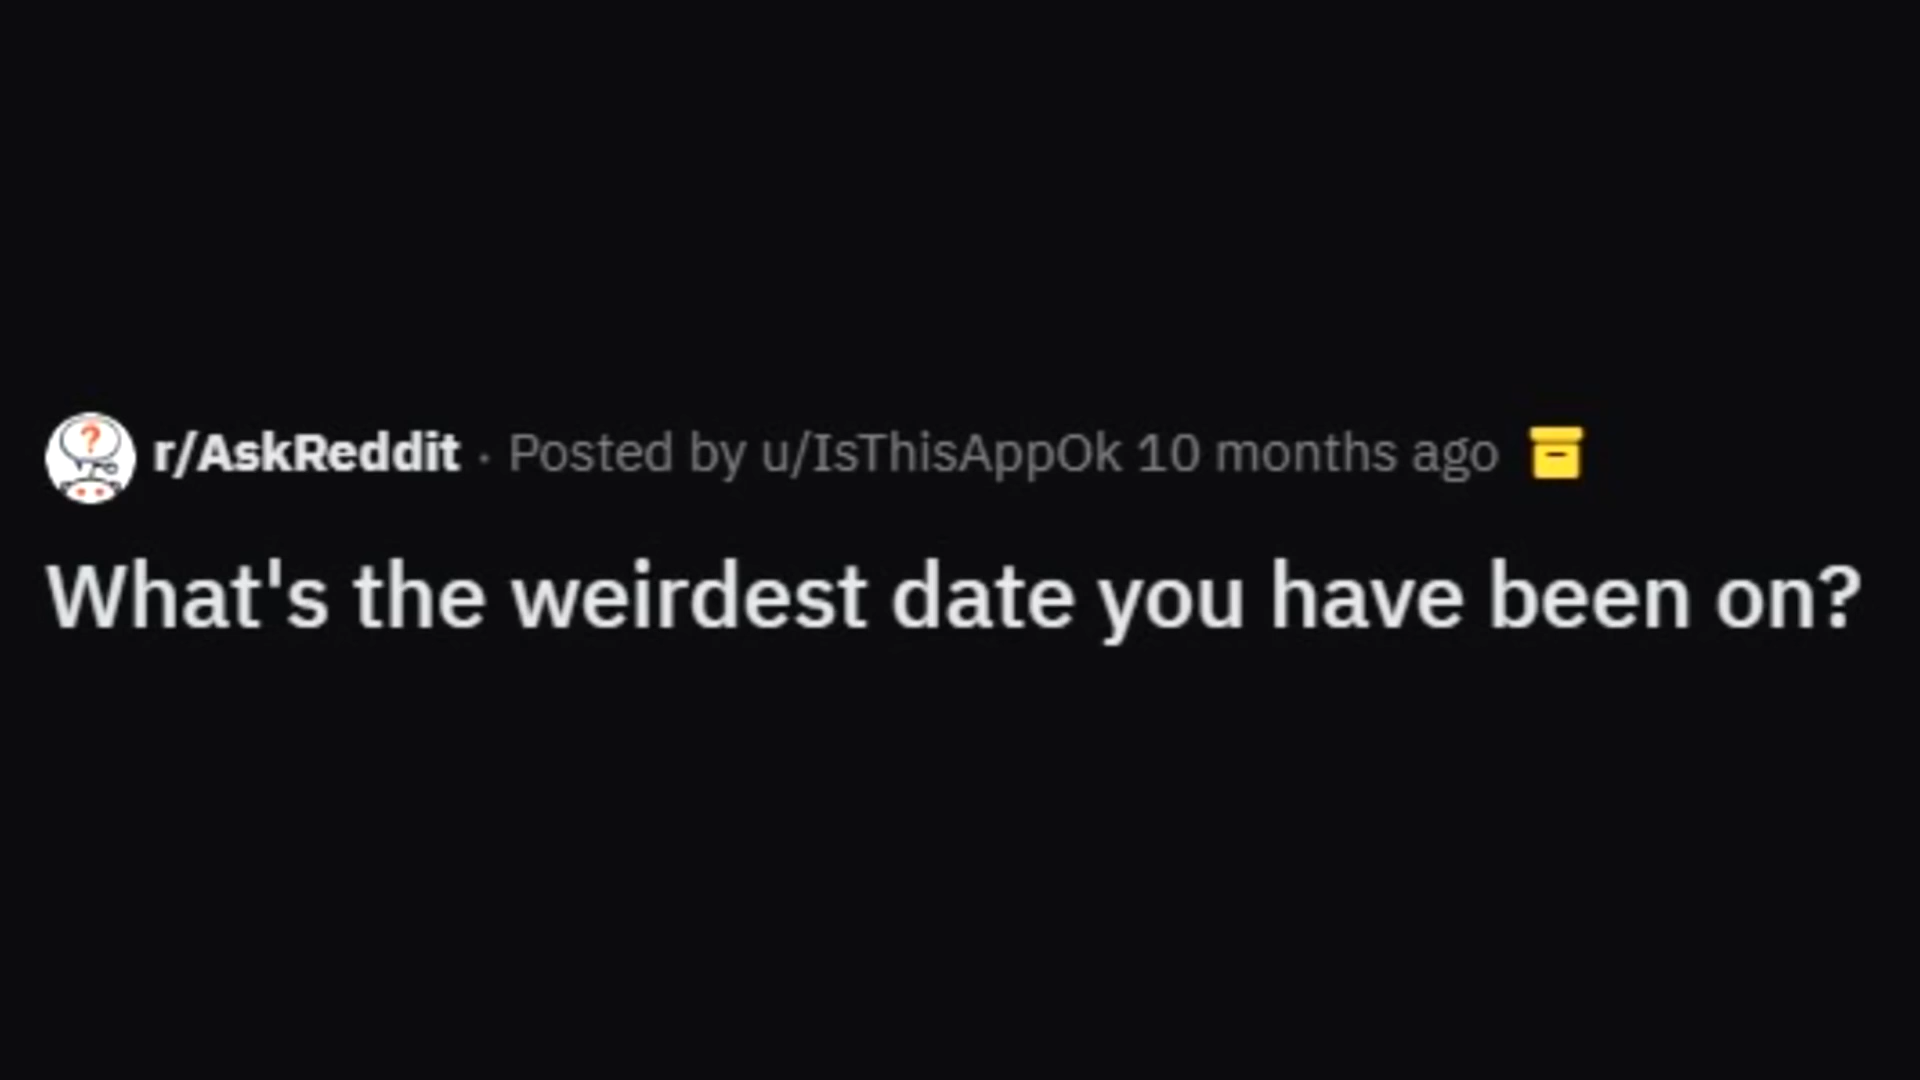 r/AskReddit · Posted by u/IsThisAppOk 10 months ago
What's the weirdest date you have been on?